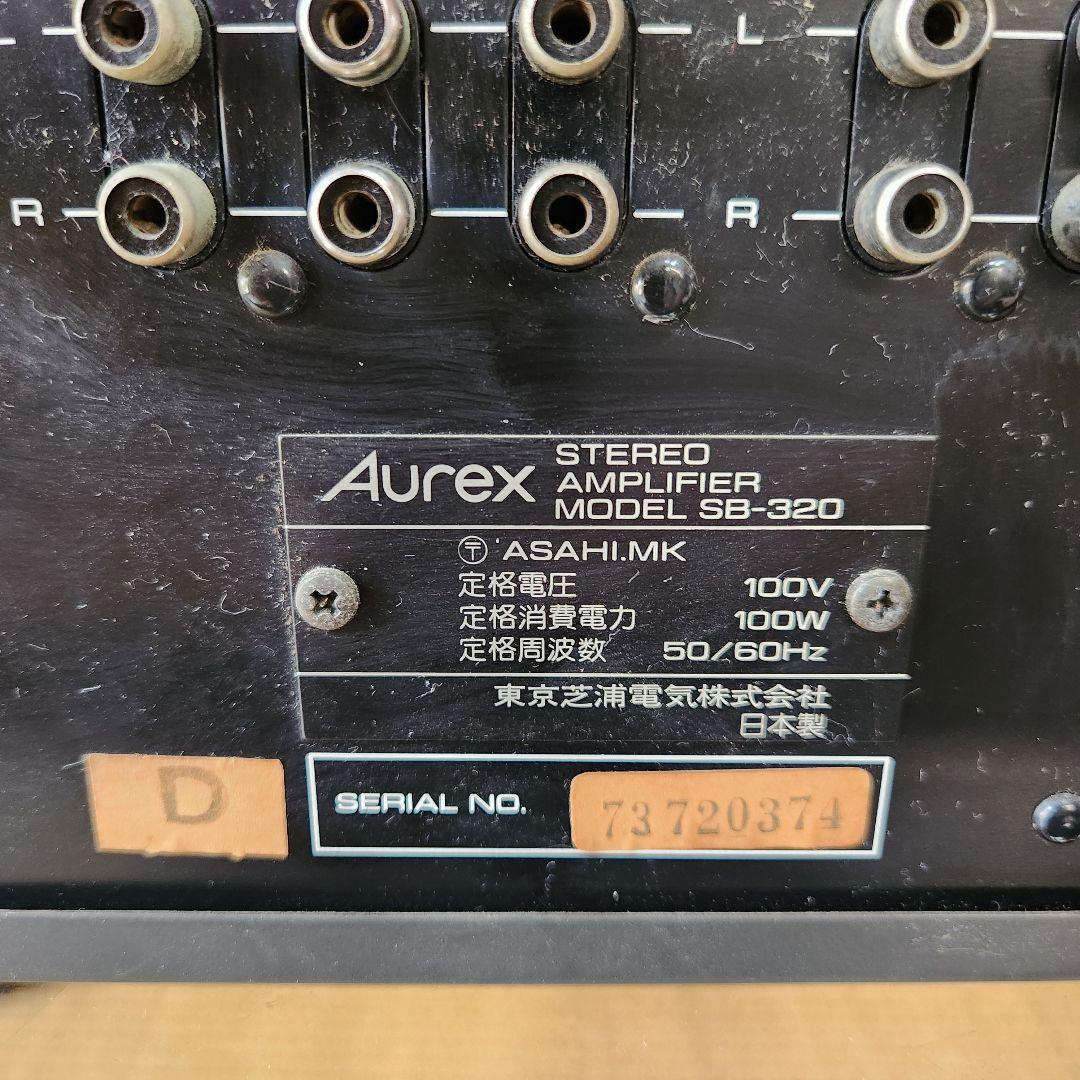 L
R
R
Aurex
STEREO
AMPLIFIER
MODEL SB-320
〶 ASAHI.MK
定格電圧 100V
定格消費電力 100W
定格周波数 50/60Hz
東京芝浦電気株式会社
日本製
D
SERIAL NO. 73720374